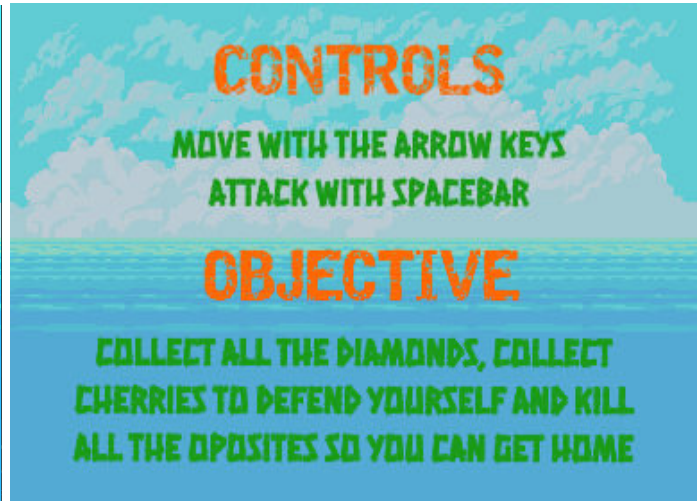 CONTROLS
MOVE WITH THE ARROW KEYS
ATTACK WITH SPACEBAR
OBJECTIVE
COLLECT ALL THE DIAMONDS, COLLECT
CHERRIES TO DEFEND YOURSELF AND KILL
ALL THE OPOSITES SO YOU CAN GET HOME